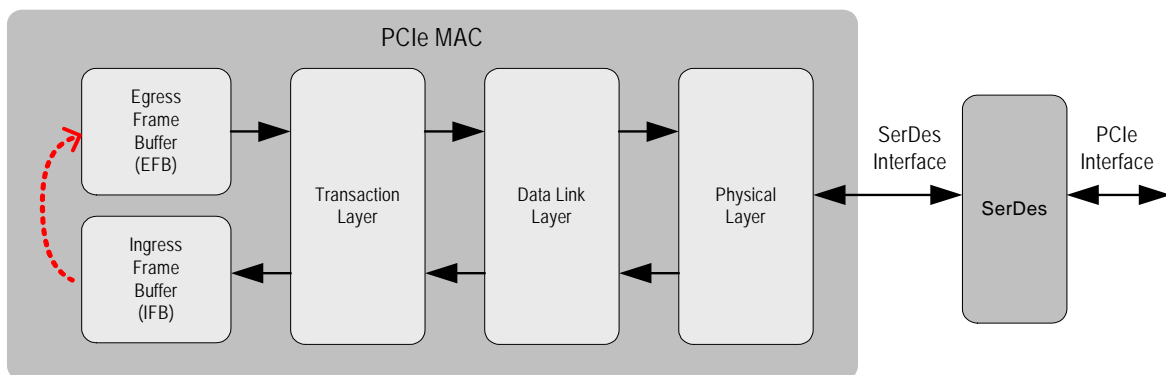 PCIe MAC
Egress
Frame
Buffer
(EFB)
Ingress
Frame
Buffer
(IFB)
Transaction
Layer
Data Link
Layer
Physical
Layer
SerDes
Interface
SerDes
PCIe
Interface